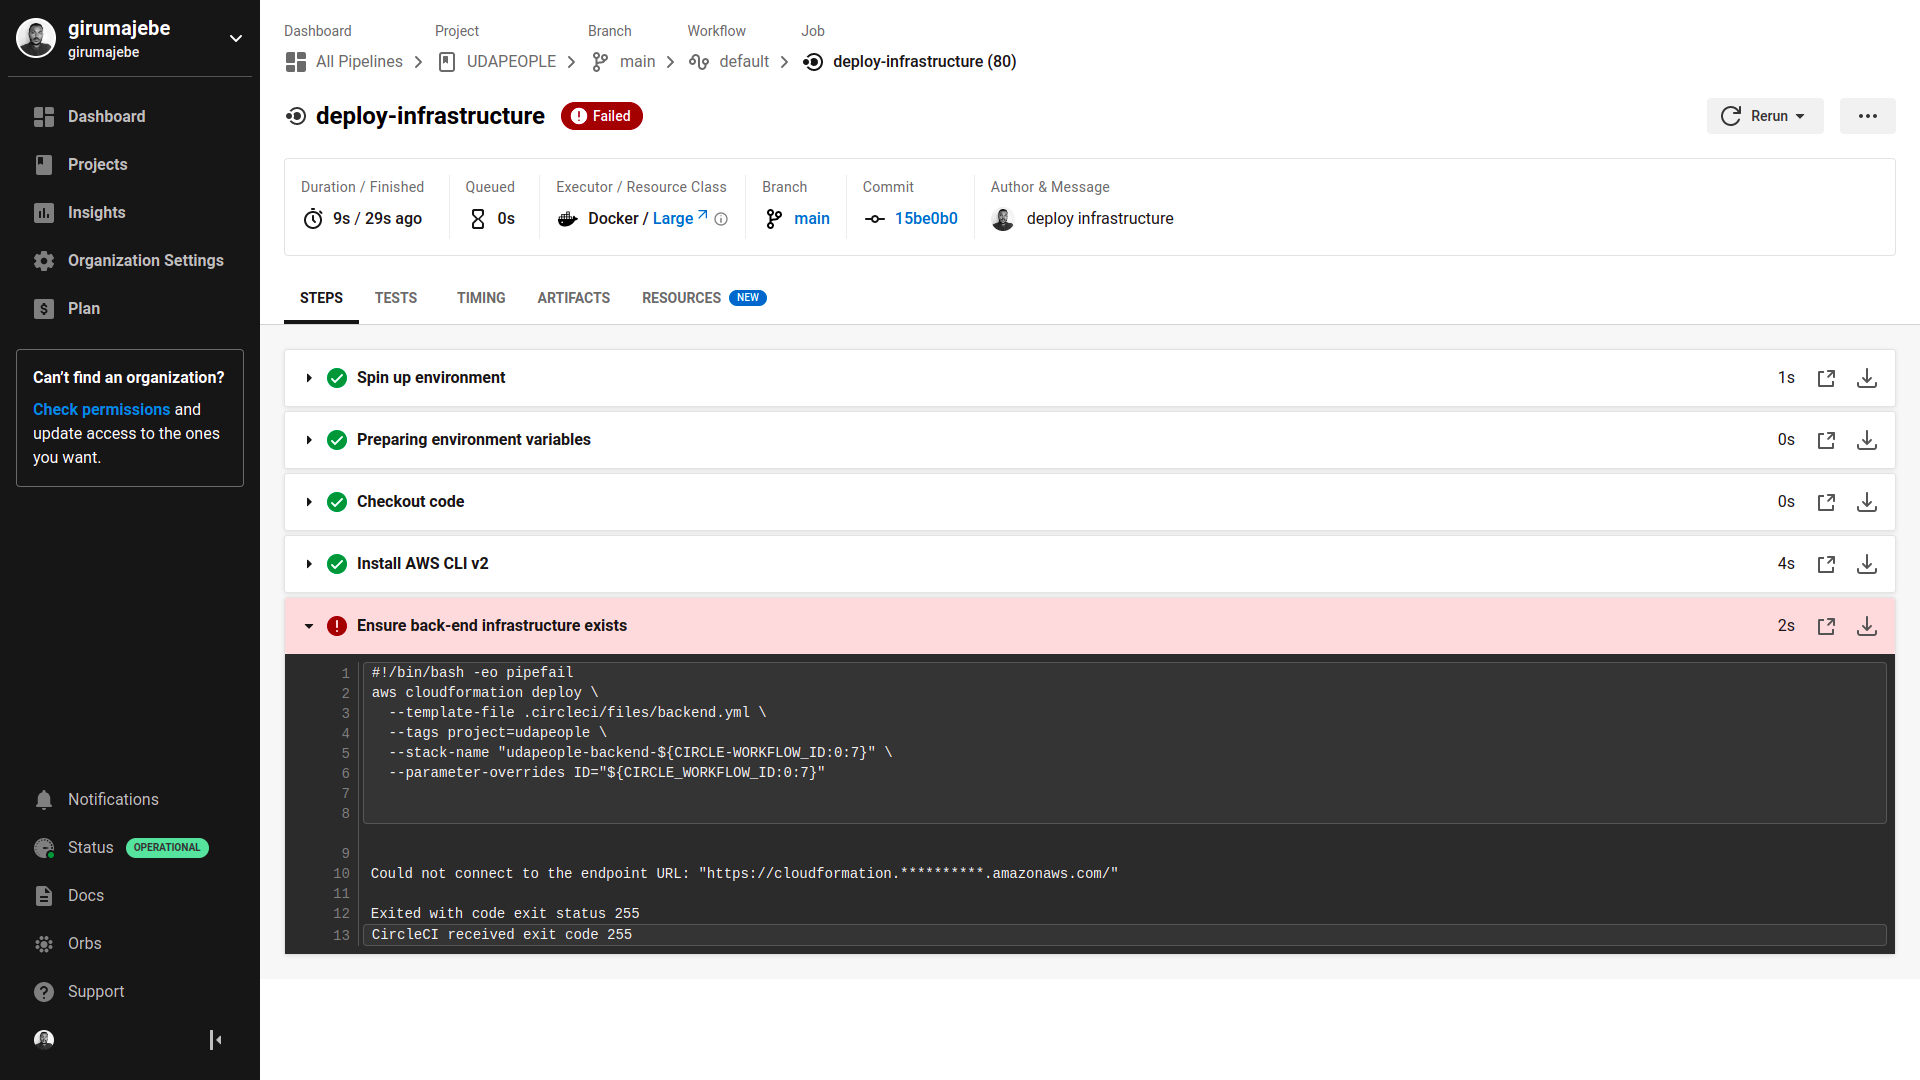 girumajebe
girumajebe
Dashboard
Projects
Insights
Organization Settings
Plan
Can't find an organization?
Check permissions and
update access to the ones
you want.
Notifications
Status OPERATIONAL
Docs
Orbs
Support
Dashboard Project Branch Workflow Job
All Pipelines UDAPEOPLE main default deploy-infrastructure (80)
deploy-infrastructure Failed
Rerun
Duration / Finished Queued Executor / Resource Class Branch Commit Author & Message
9s / 29s ago 0s Docker / Large main 15be0b0 deploy infrastructure
STEPS TESTS TIMING ARTIFACTS RESOURCES NEW
Spin up environment 1s
Preparing environment variables 0s
Checkout code 0s
Install AWS CLI v2 4s
Ensure back-end infrastructure exists 2s
1 #!/bin/bash -eo pipefail
2 aws cloudformation deploy \
3 --template-file .circleci/files/backend.yml \
4 --tags project=udapeople \
5 --stack-name "udapeople-backend-${CIRCLE-WORKFLOW_ID:0:7}" \
6 --parameter-overrides ID="${CIRCLE_WORKFLOW_ID:0:7}"
7
8
9
10 Could not connect to the endpoint URL: "https://cloudformation.**********.amazonaws.com/"
11
12 Exited with code exit status 255
13 CircleCI received exit code 255